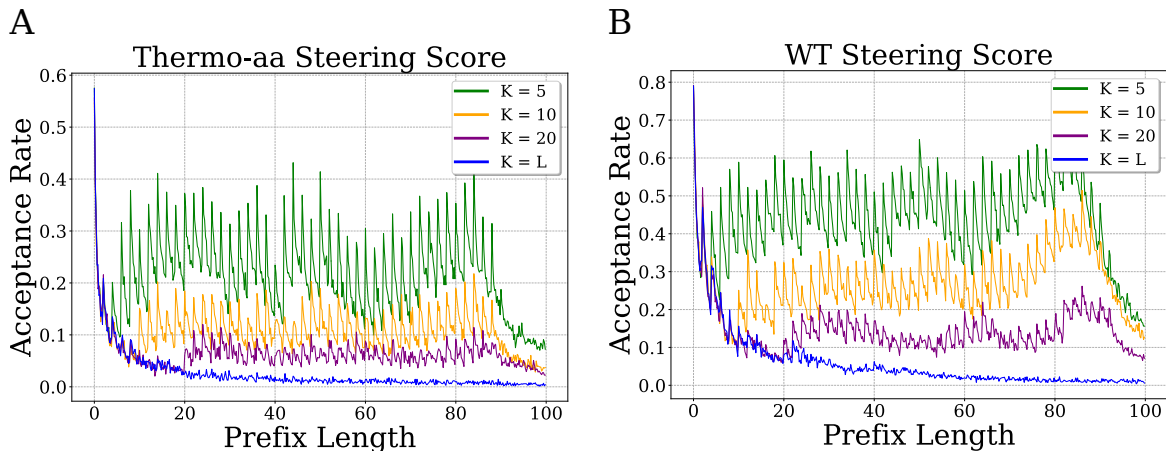 A
Thermo-aa Steering Score
Acceptance Rate
0.6
0.5
0.4
0.3
0.2
0.1
0.0
K = 5
K = 10
K = 20
K = L
0 20 40 60 80 100
Prefix Length
B
WT Steering Score
Acceptance Rate
0.8
0.7
0.6
0.5
0.4
0.3
0.2
0.1
0.0
K = 5
K = 10
K = 20
K = L
0 20 40 60 80 100
Prefix Length